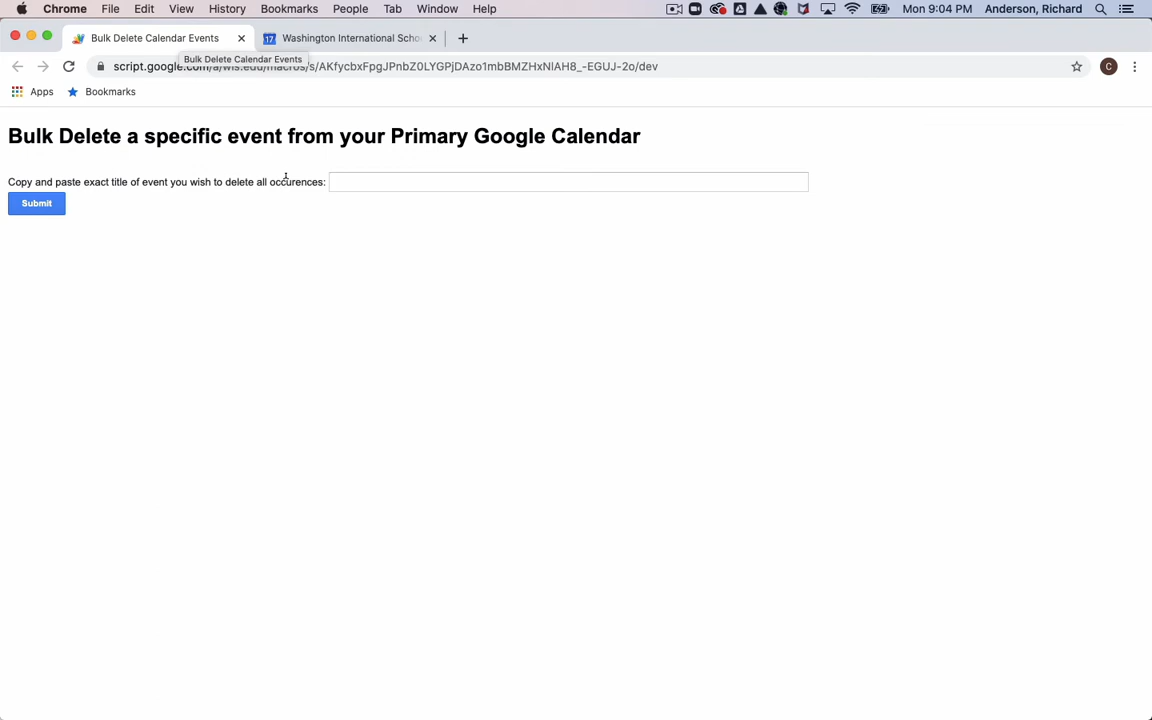 Chrome File Edit View History Bookmarks People Tab Window Help Mon 9:04 PM Anderson, Richard
Bulk Delete Calendar Events 17 Washington International Scho
Bulk Delete Calendar Events
script.google.com/a/wis.edu/macros/s/AKfycbxFpgJPnbZ0LYGPjDAzo1mbBMZHxNIAH8_-EGUJ-2o/dev C
Apps Bookmarks
Bulk Delete a specific event from your Primary Google Calendar
Copy and paste exact title of event you wish to delete all occurences:
Submit